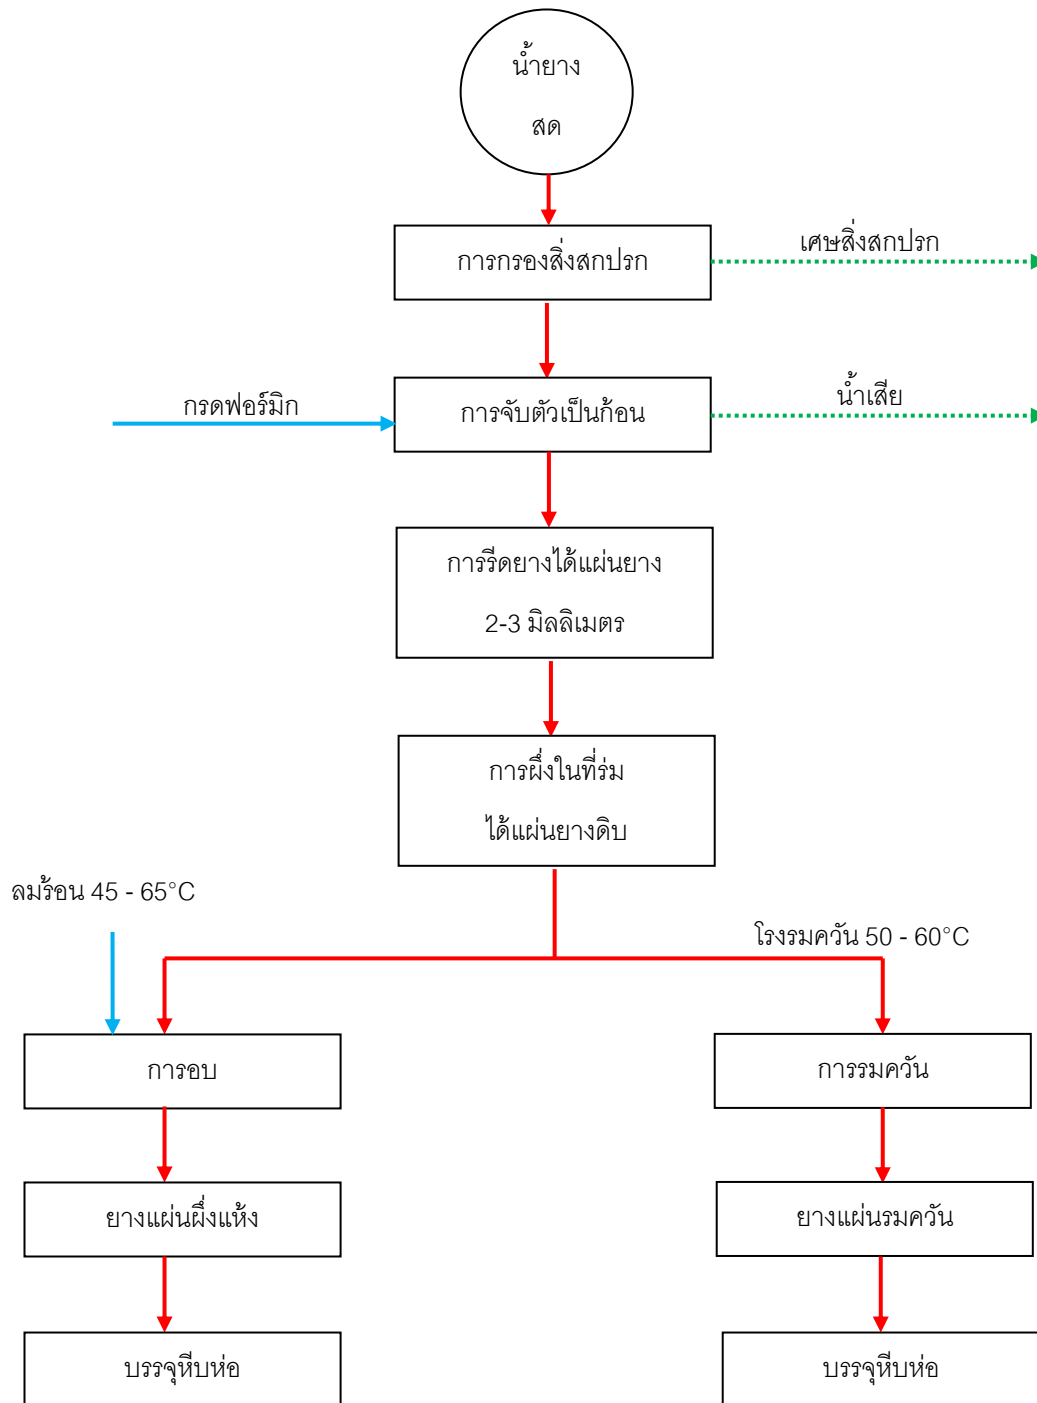 น้ำยาง
สด
การกรองสิ่งสกปรก
เศษสิ่งสกปรก
กรดฟอร์มิก
การจับตัวเป็นก้อน
น้ำเสีย
การรีดยางได้แผ่นยาง
2-3 มิลลิเมตร
การผึ่งในที่ร่ม
ได้แผ่นยางดิบ
ลมร้อน 45 - 65°C
โรงรมควัน 50 - 60°C
การอบ
การรมควัน
ยางแผ่นผึ่งแห้ง
ยางแผ่นรมควัน
บรรจุหีบห่อ
บรรจุหีบห่อ